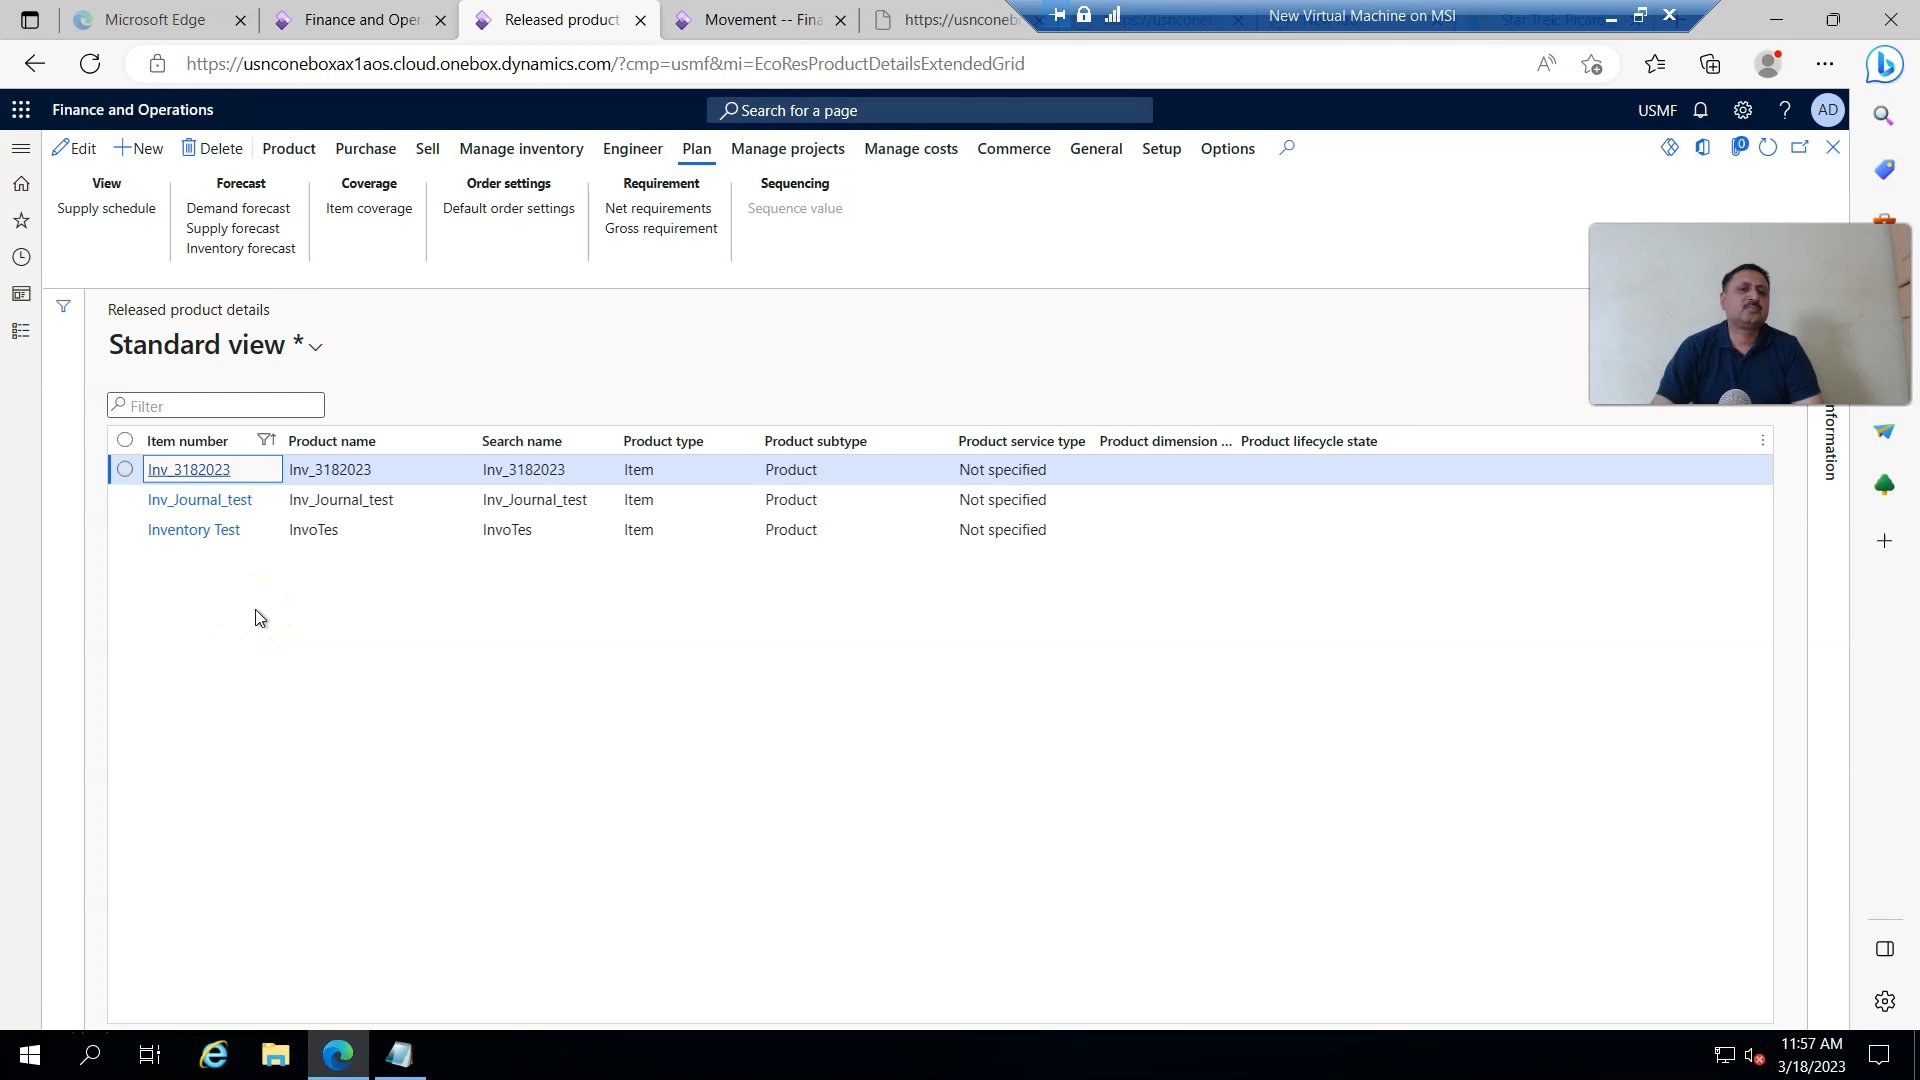 Microsoft Edge
Finance and Oper
Released product
Movement -- Fina
https://usnconeb
New Virtual Machine on MSI
https://usnconeboxax1aos.cloud.onebox.dynamics.com/?cmp=usmf&mi=EcoResProductDetailsExtendedGrid
Finance and Operations
Search for a page
USMF
AD
Edit New Delete Product Purchase Sell Manage inventory Engineer Plan Manage projects Manage costs Commerce General Setup Options
0
View Forecast Coverage Order settings Requirement Sequencing
Supply schedule Demand forecast Item coverage Default order settings Net requirements Sequence value
Supply forecast Gross requirement
Inventory forecast
Released product details
Standard view *
Filter
Item number Product name Search name Product type Product subtype Product service type Product dimension ... Product lifecycle state
Inv_3182023 Inv_3182023 Inv_3182023 Item Product Not specified
Inv_Journal_test Inv_Journal_test Inv_Journal_test Item Product Not specified
Inventory Test InvoTes InvoTes Item Product Not specified
nformation
11:57 AM
3/18/2023